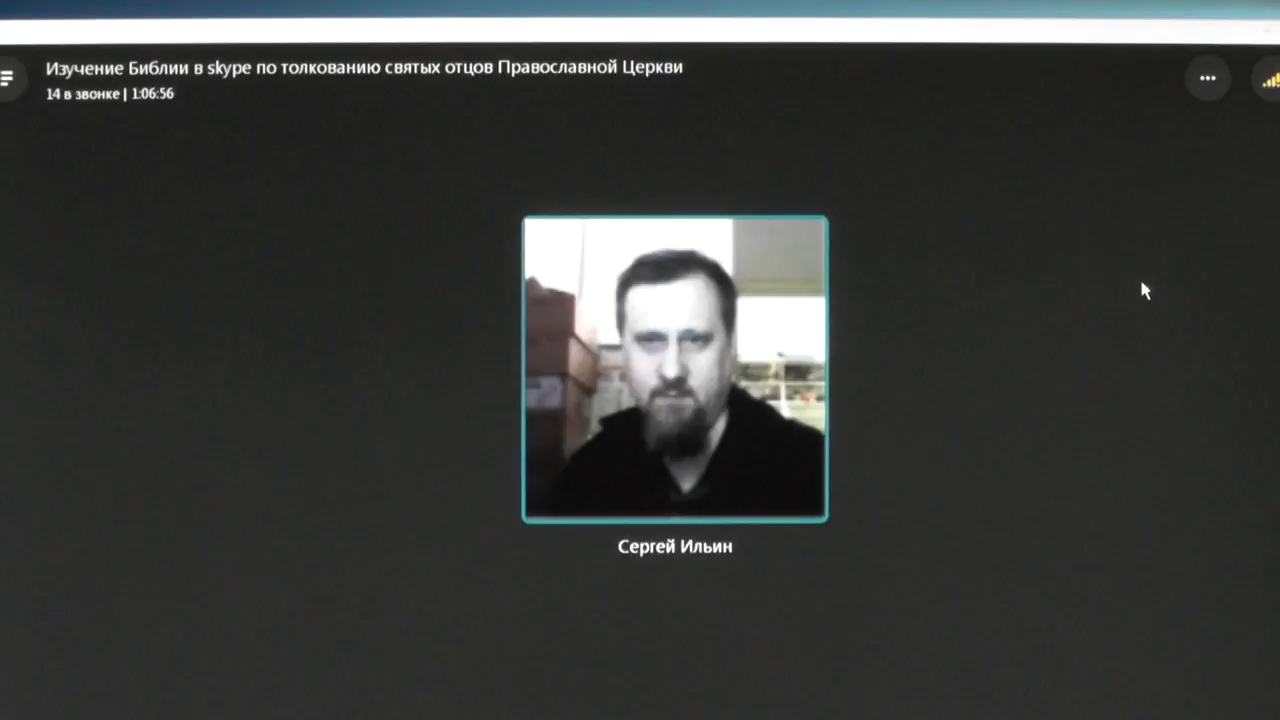 Изучение Библии в skype по толкованию святых отцов Православной Церкви
14 в звонке | 1:06:56
Сергей Ильин